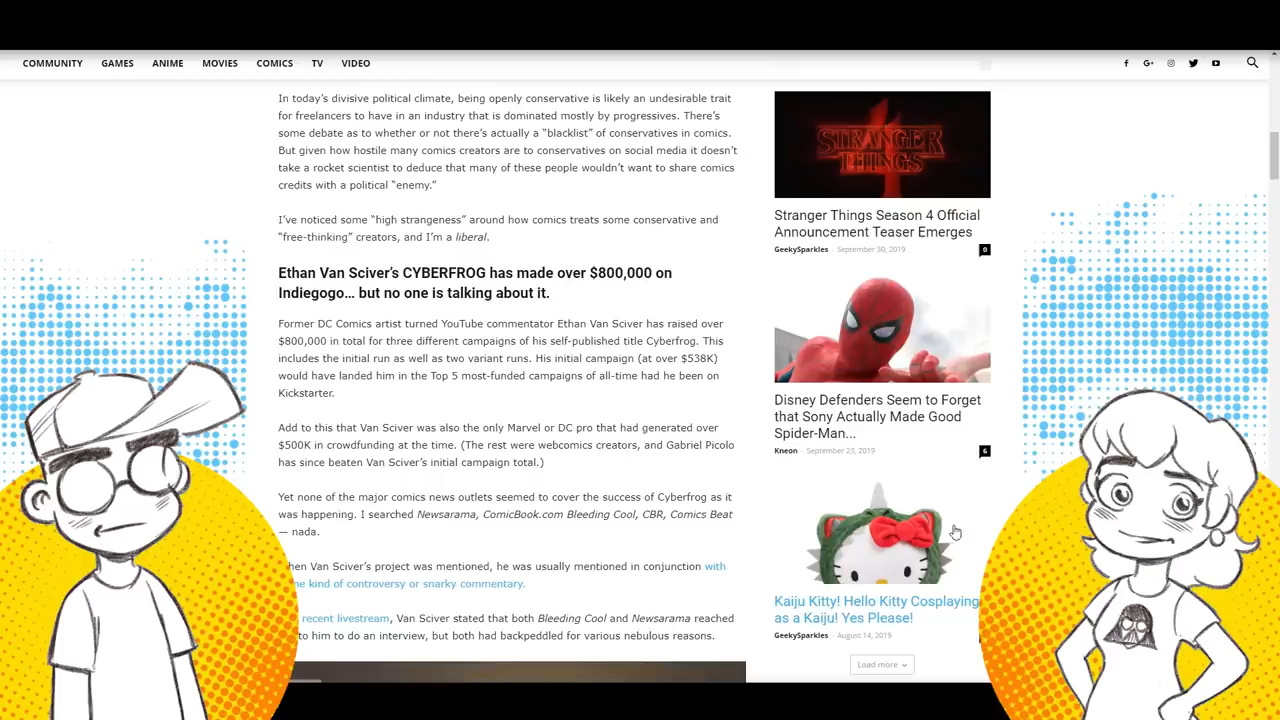 COMMUNITY GAMES ANIME MOVIES COMICS TV VIDEO
In today's divisive political climate, being openly conservative is likely an undesirable trait
for freelancers to have in an industry that is dominated mostly by progressives. There's
some debate as to whether or not there's actually a "blacklist" of conservatives in comics.
But given how hostile many comics creators are to conservatives on social media it doesn't
take a rocket scientist to deduce that many of these people wouldn't want to share comics
credits with a political "enemy."
I've noticed some "high strangeness" around how comics treats some conservative and
"free-thinking" creators, and I'm a liberal.
Ethan Van Sciver's CYBERFROG has made over $800,000 on
Indiegogo… but no one is talking about it.
Former DC Comics artist turned YouTube commentator Ethan Van Sciver has raised over
$800,000 in total for three different campaigns of his self-published title Cyberfrog. This
includes the initial run as well as two variant runs. His initial campaign (at over $538K)
would have landed him in the Top 5 most-funded campaigns of all-time had he been on
Kickstarter.
Add to this that Van Sciver was also the only Marvel or DC pro that had generated over
$500K in crowdfunding at the time. (The rest were webcomics creators, and Gabriel Picolo
has since beaten Van Sciver's initial campaign total.)
Yet none of the major comics news outlets seemed to cover the success of Cyberfrog as it
was happening. I searched Newsarama, ComicBook.com Bleeding Cool, CBR, Comics Beat
— nada.
hen Van Sciver's project was mentioned, he was usually mentioned in conjunction with
me kind of controversy or snarky commentary.
recent livestream, Van Sciver stated that both Bleeding Cool and Newsarama reached
to him to do an interview, but both had backpeddled for various nebulous reasons.
STRANGER
THINGS
Stranger Things Season 4 Official
Announcement Teaser Emerges
GeekySparkles - September 30, 2019 0
Disney Defenders Seem to Forget
that Sony Actually Made Good
Spider-Man...
Kneon - September 23, 2019 6
Kaiju Kitty! Hello Kitty Cosplaying
as a Kaiju! Yes Please!
GeekySparkles - August 14, 2019
Load more